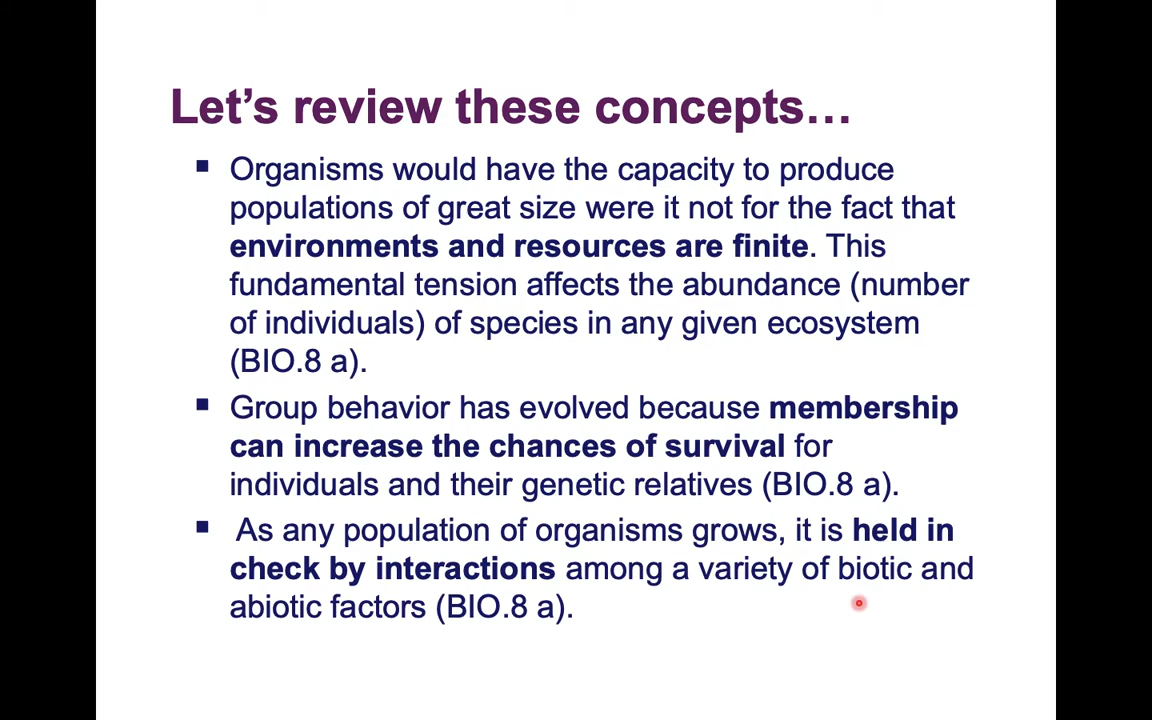 Let's review these concepts…
▪ Organisms would have the capacity to produce
populations of great size were it not for the fact that
environments and resources are finite. This
fundamental tension affects the abundance (number
of individuals) of species in any given ecosystem
(BIO.8 a).
▪ Group behavior has evolved because membership
can increase the chances of survival for
individuals and their genetic relatives (BIO.8 a).
▪ As any population of organisms grows, it is held in
check by interactions among a variety of biotic and
abiotic factors (BIO.8 a).